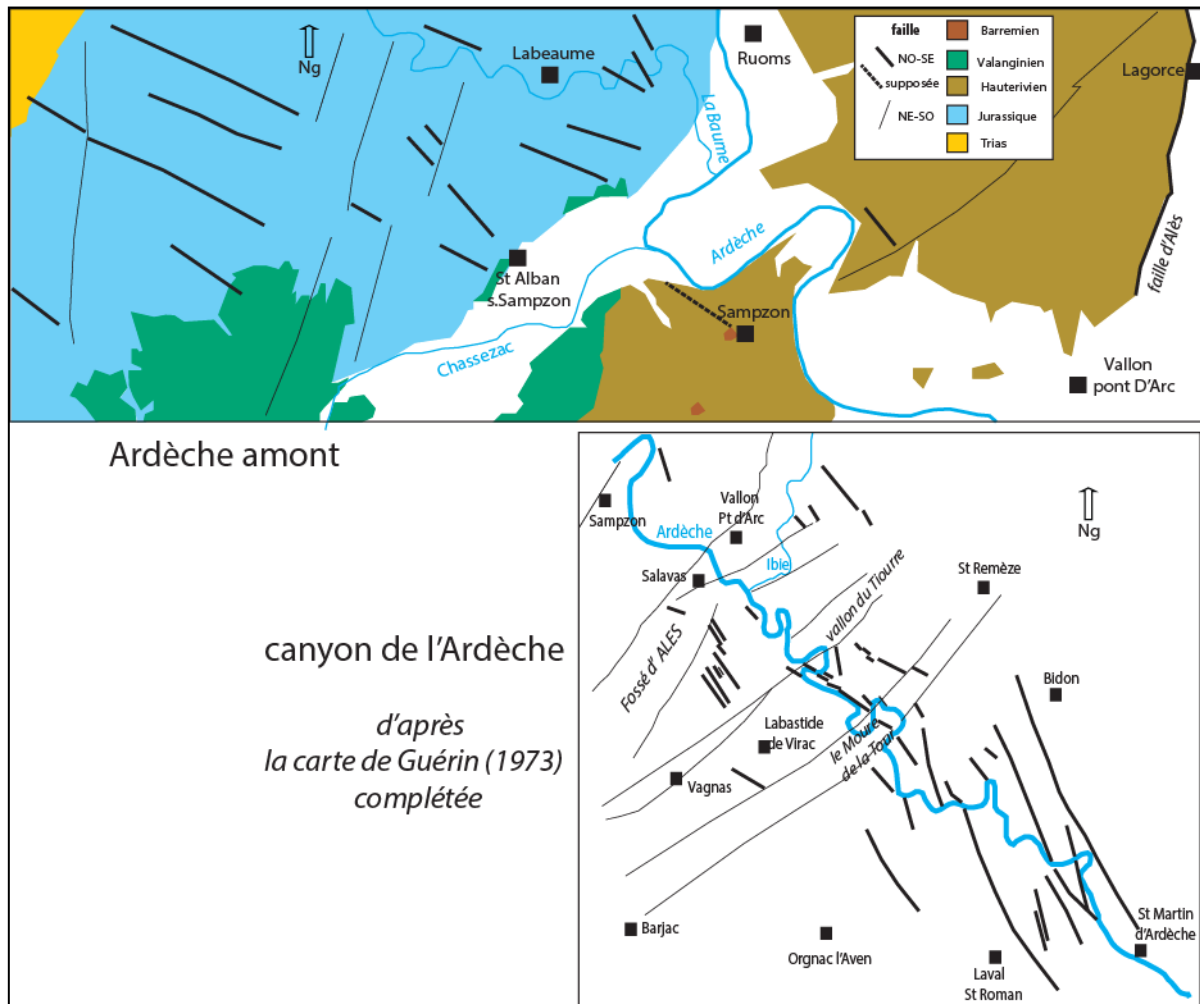 Ng
Labeaume
Ruoms
La Baume
faille
NO-SE
supposée
NE-SO
Barremien
Valanginien
Hauterivien
Jurassique
Trias
Lagorce
faille d'Alès
Ardèche
St Alban
s.Sampzon
Chassezac
Sampzon
Vallon
pont D'Arc
Ardèche amont
canyon de l'Ardèche
d'après
la carte de Guérin (1973)
complétée
Sampzon
Ardèche
Vallon
Pt d'Arc
Ibie
Ng
Salavas
Fossé d' ALES
vallon du Tiourre
St Remèze
Bidon
Labastide
de Virac
le Moure
de la Tour
Vagnas
Barjac
Orgnac l'Aven
Laval
St Roman
St Martin
d'Ardèche